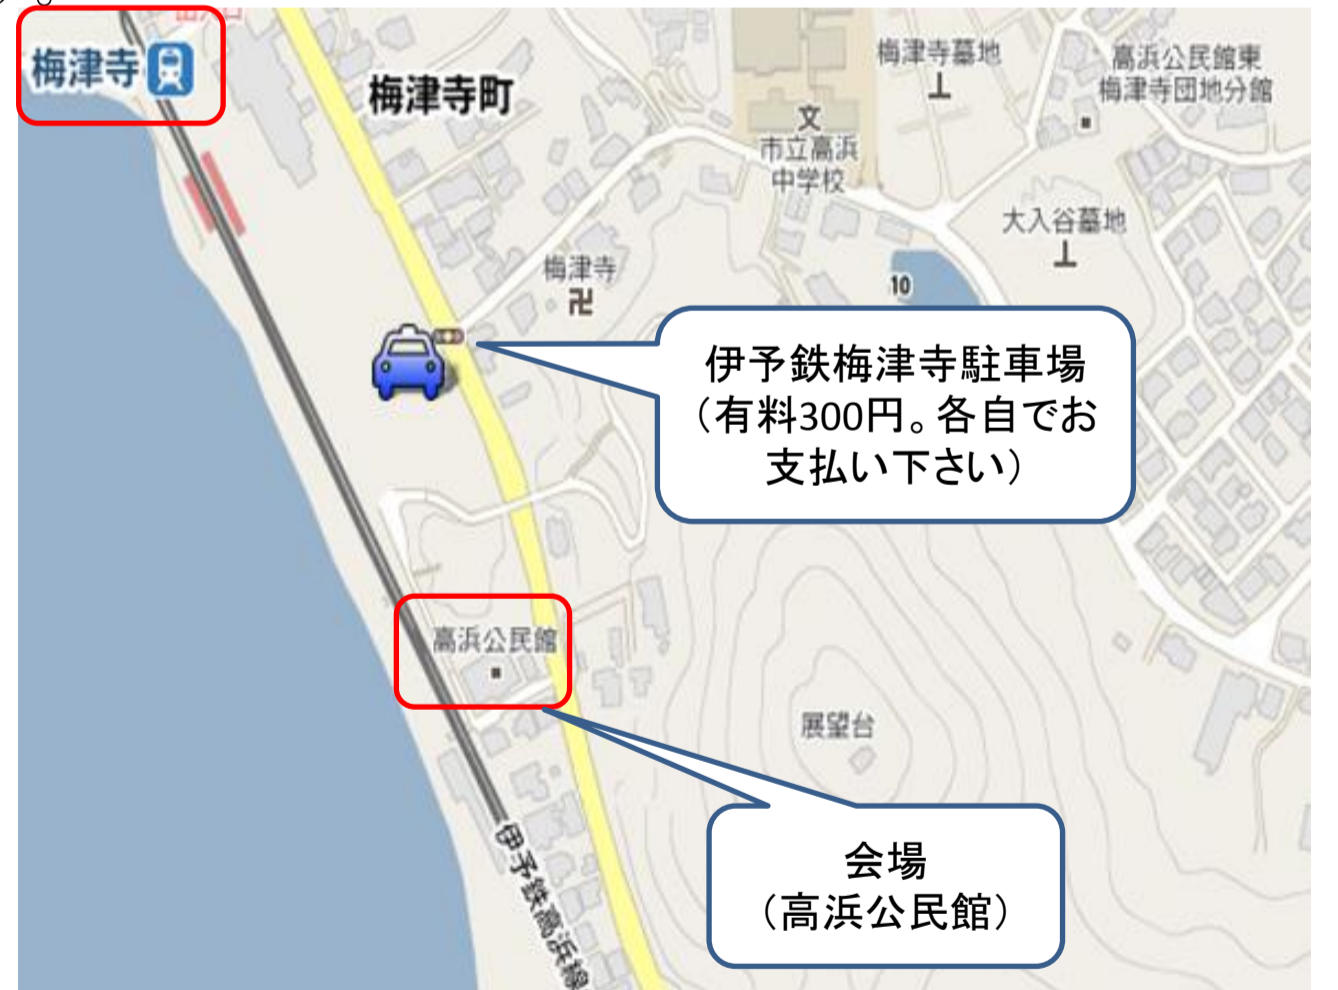 梅津寺
梅津寺町
梅津寺墓地
高浜公民館東
梅津寺団地分館
文
市立高浜
中学校
大入谷墓地
梅津寺
卍
10
伊予鉄梅津寺駐車場
（有料300円。各自でお
支払い下さい）
高浜公民館
展望台
会場
（高浜公民館）
伊予鉄高浜線